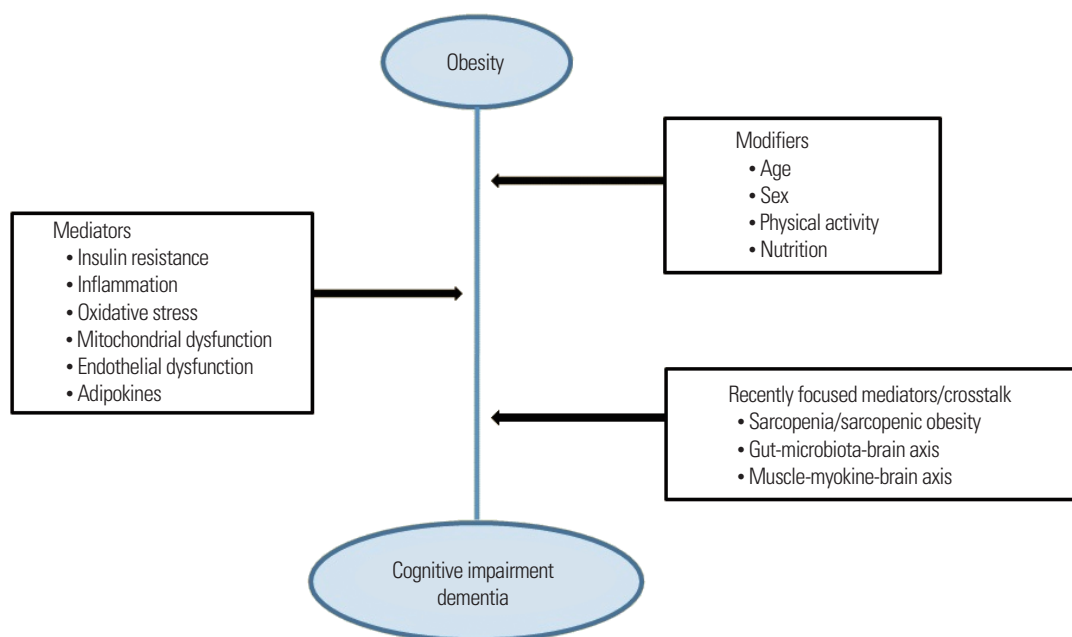 Obesity
Modifiers
• Age
• Sex
• Physical activity
• Nutrition
Mediators
• Insulin resistance
• Inflammation
• Oxidative stress
• Mitochondrial dysfunction
• Endothelial dysfunction
• Adipokines
Recently focused mediators/crosstalk
• Sarcopenia/sarcopenic obesity
• Gut-microbiota-brain axis
• Muscle-myokine-brain axis
Cognitive impairment
dementia